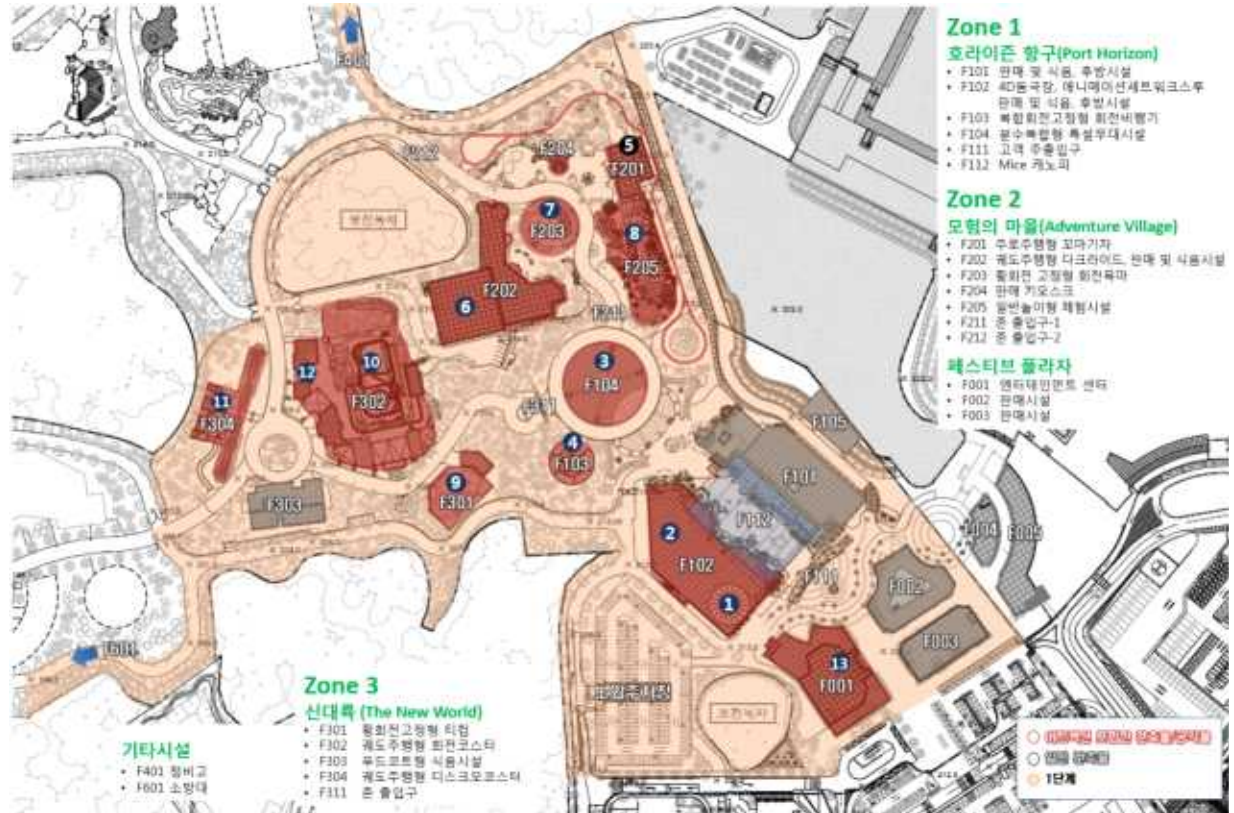 Zone 1
호라이즌 항구(Port Horizon)
• F101 판매 및 식음, 후방시설
• F102 4D돔극장, 애니메이션세트워크스루
판매 및 식음, 후방시설
• F103 복합회전고정형 회전비행기
• F104 분수복합형 특설무대시설
• F111 고객 주출입구
• F112 Mice 캐노피
Zone 2
모험의 마을(Adventure Village)
• F201 주로주행형 꼬마기차
• F202 궤도주행형 다크라이드, 판매 및 식음시설
• F203 횡회전 고정형 회전목마
• F204 판매 키오스크
• F205 일반놀이형 체험시설
• F211 존 출입구-1
• F212 존 출입구-2
페스티브 플라자
• F001 엔터테인먼트 센터
• F002 판매시설
• F003 판매시설
Zone 3
신대륙 (The New World)
• F301 횡회전고정형 티컵
• F302 궤도주행형 회전코스터
• F303 푸드코트형 식음시설
• F304 궤도주행형 디스크오코스터
• F311 존 출입구
기타시설
• F401 정비고
• F601 소방대
1단계
F401
F212
F204
5
F201
7
F203
8
F205
6
F202
F211
3
F104
10
F302
12
11
F304
F311
4
F103
9
F301
F303
F105
F101
F112
2
F102
1
F111
F002
F003
F004
F005
13
F001
F601
보전녹지